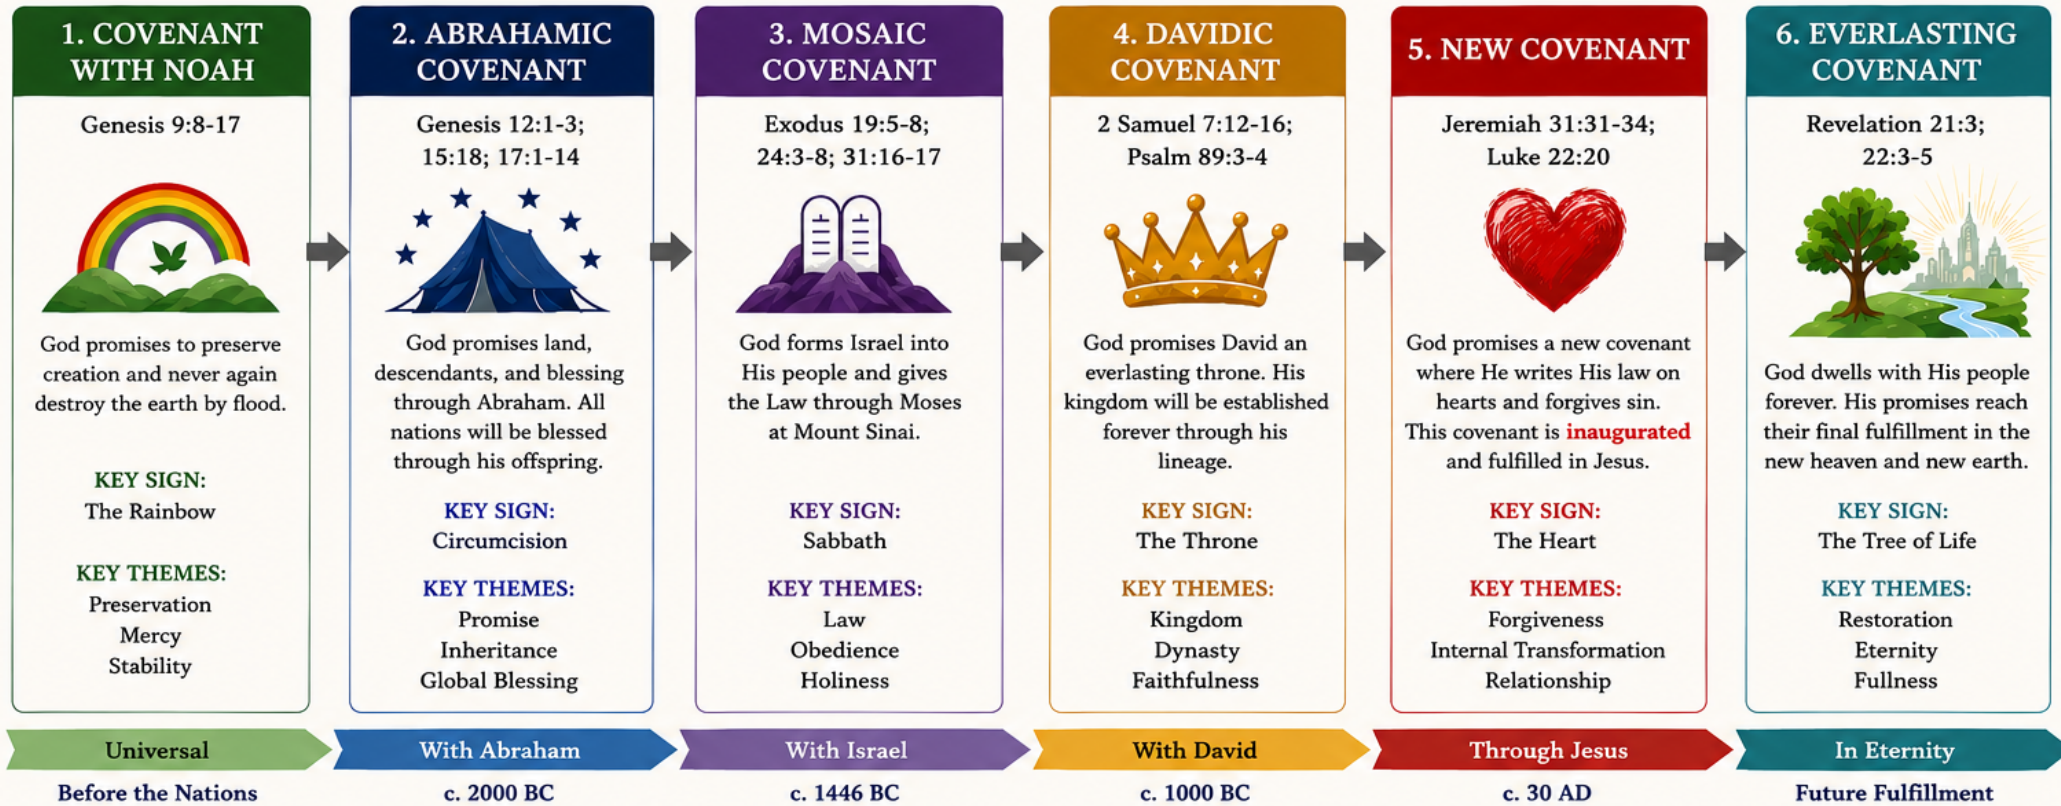 1. COVENANT
WITH NOAH
Genesis 9:8-17
God promises to preserve
creation and never again
destroy the earth by flood.
KEY SIGN:
The Rainbow
KEY THEMES:
Preservation
Mercy
Stability
Universal
Before the Nations
2. ABRAHAMIC
COVENANT
Genesis 12:1-3;
15:18; 17:1-14
God promises land,
descendants, and blessing
through Abraham. All
nations will be blessed
through his offspring.
KEY SIGN:
Circumcision
KEY THEMES:
Promise
Inheritance
Global Blessing
With Abraham
c. 2000 BC
3. MOSAIC
COVENANT
Exodus 19:5-8;
24:3-8; 31:16-17
God forms Israel into
His people and gives
the Law through Moses
at Mount Sinai.
KEY SIGN:
Sabbath
KEY THEMES:
Law
Obedience
Holiness
With Israel
c. 1446 BC
4. DAVIDIC
COVENANT
2 Samuel 7:12-16;
Psalm 89:3-4
God promises David an
everlasting throne. His
kingdom will be established
forever through his
lineage.
KEY SIGN:
The Throne
KEY THEMES:
Kingdom
Dynasty
Faithfulness
With David
c. 1000 BC
5. NEW COVENANT
Jeremiah 31:31-34;
Luke 22:20
God promises a new covenant
where He writes His law on
hearts and forgives sin.
This covenant is inaugurated
and fulfilled in Jesus.
KEY SIGN:
The Heart
KEY THEMES:
Forgiveness
Internal Transformation
Relationship
Through Jesus
c. 30 AD
6. EVERLASTING
COVENANT
Revelation 21:3;
22:3-5
God dwells with His people
forever. His promises reach
their final fulfillment in the
new heaven and new earth.
KEY SIGN:
The Tree of Life
KEY THEMES:
Restoration
Eternity
Fullness
In Eternity
Future Fulfillment